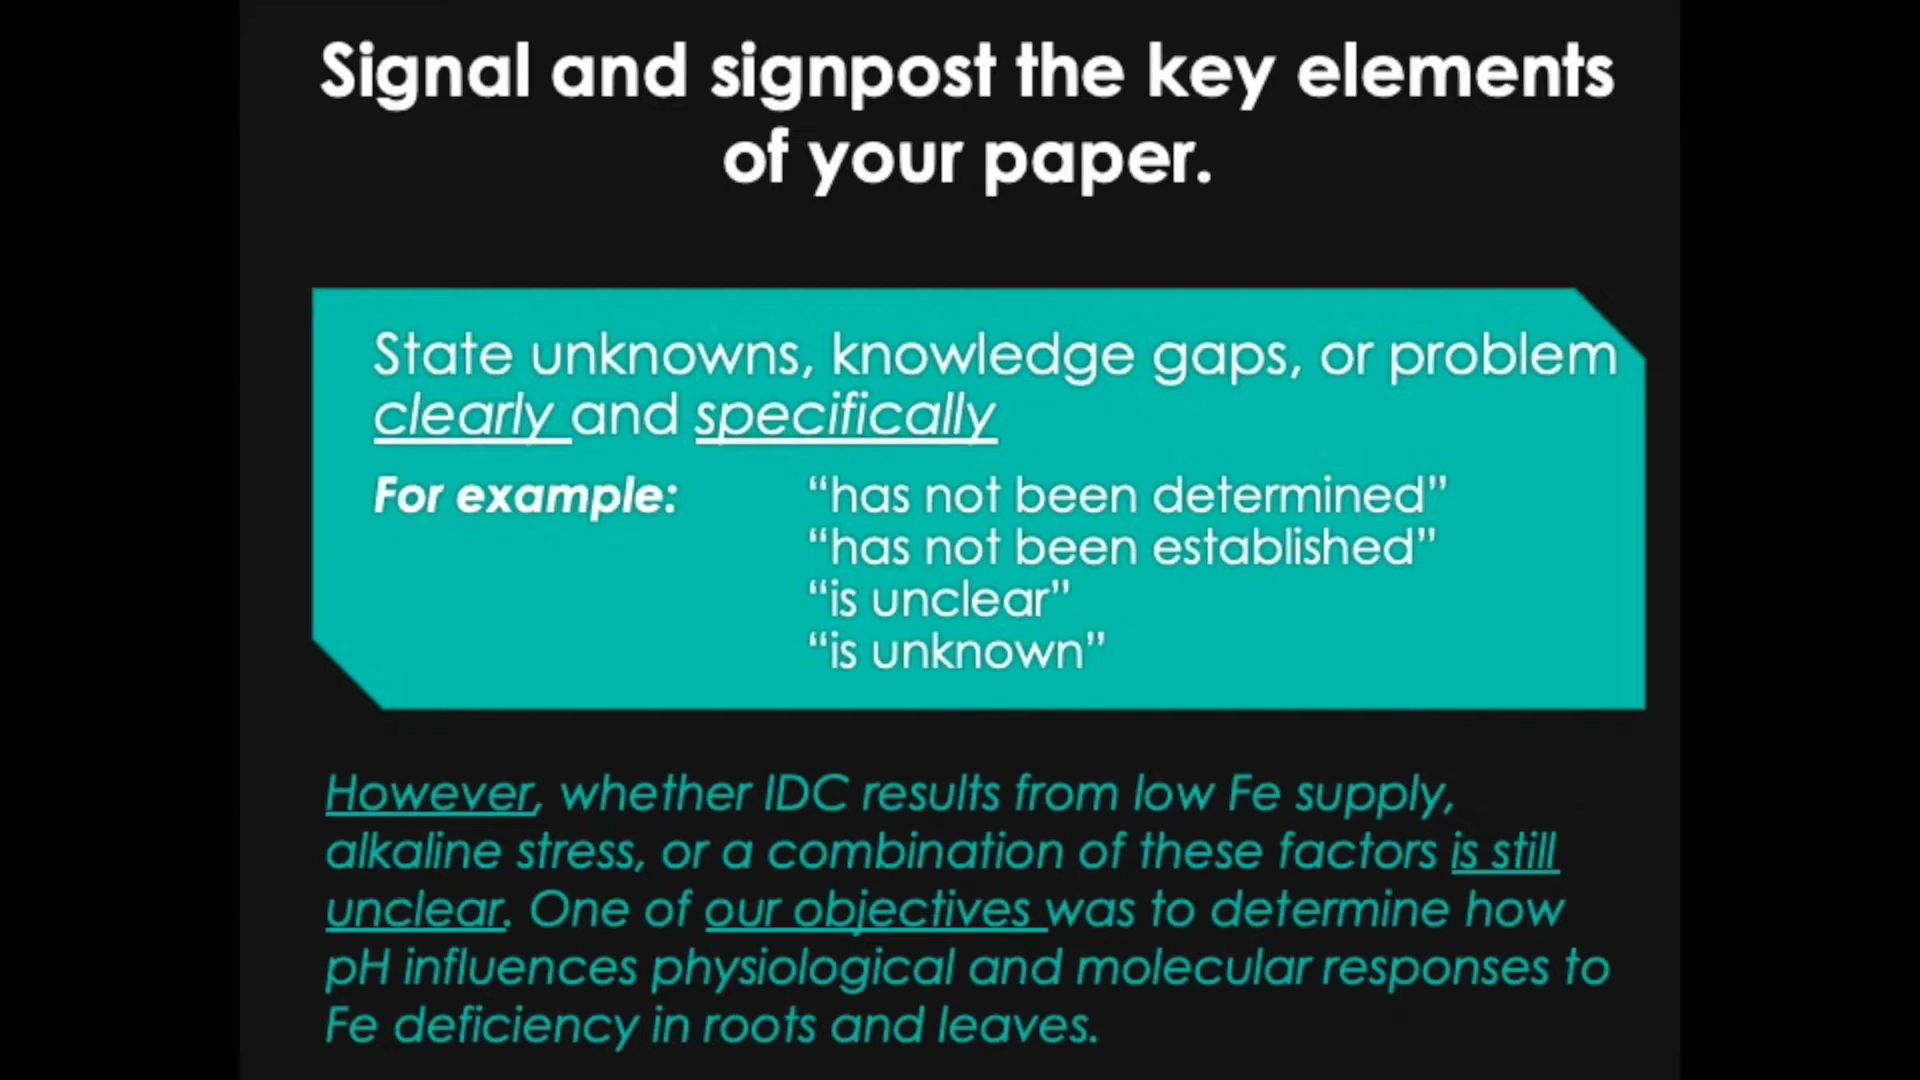 Signal and signpost the key elements
of your paper.
State unknowns, knowledge gaps, or problem
clearly and specifically
For example: “has not been determined”
“has not been established”
“is unclear”
“is unknown”
However, whether IDC results from low Fe supply,
alkaline stress, or a combination of these factors is still
unclear. One of our objectives was to determine how
pH influences physiological and molecular responses to
Fe deficiency in roots and leaves.